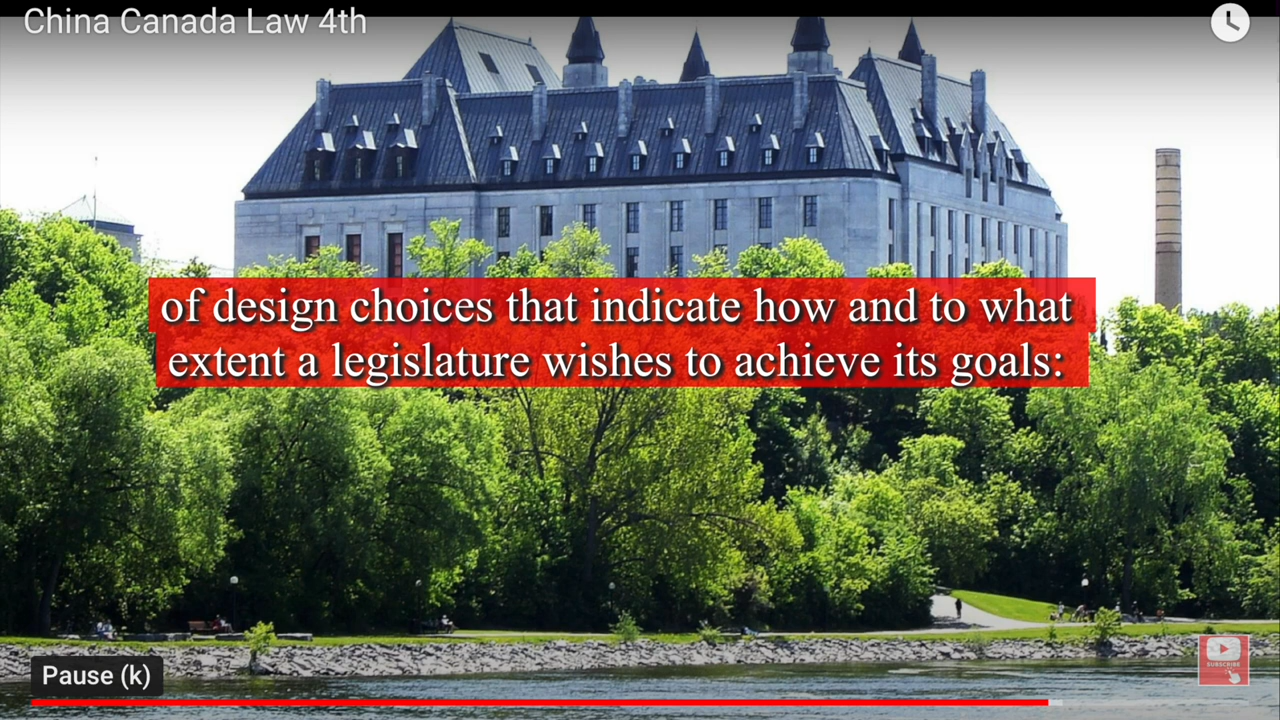 China Canada Law 4th
of design choices that indicate how and to what
extent a legislature wishes to achieve its goals:
SUBSCRIBE
Pause (k)